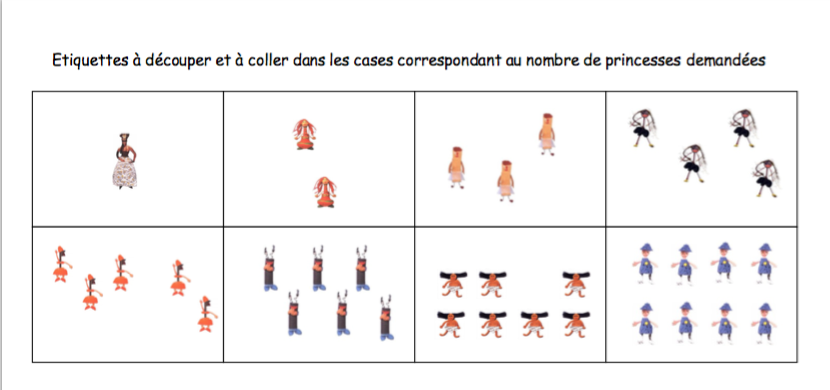 Etiquettes à découper et à coller dans les cases correspondant au nombre de princesses demandées